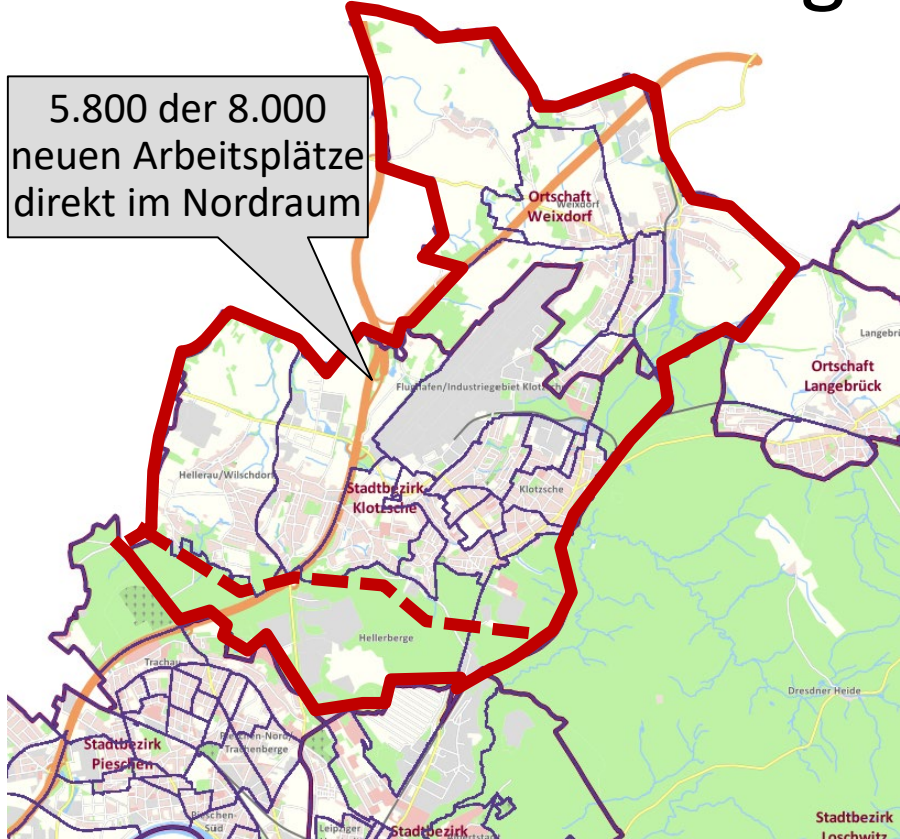 g
5.800 der 8.000
neuen Arbeitsplätze
direkt im Nordraum
Ortschaft
Weixdorf
Weixdorf
Langebrü
Ortschaft
Langebrück
Flughafen/Industriegebiet Klotzsche
Hellerau/Wilschdorf
Stadtbezirk
Klotzsche
Klotzsche
Hellerberge
Trachau
Dresdner Heide
Stadtbezirk
Pieschen
Pieschen-Nord/
Trachenberge
Pieschen-
Süd
Leipziger
Stadtbezirk
Stadtbezirk
Loschwitz